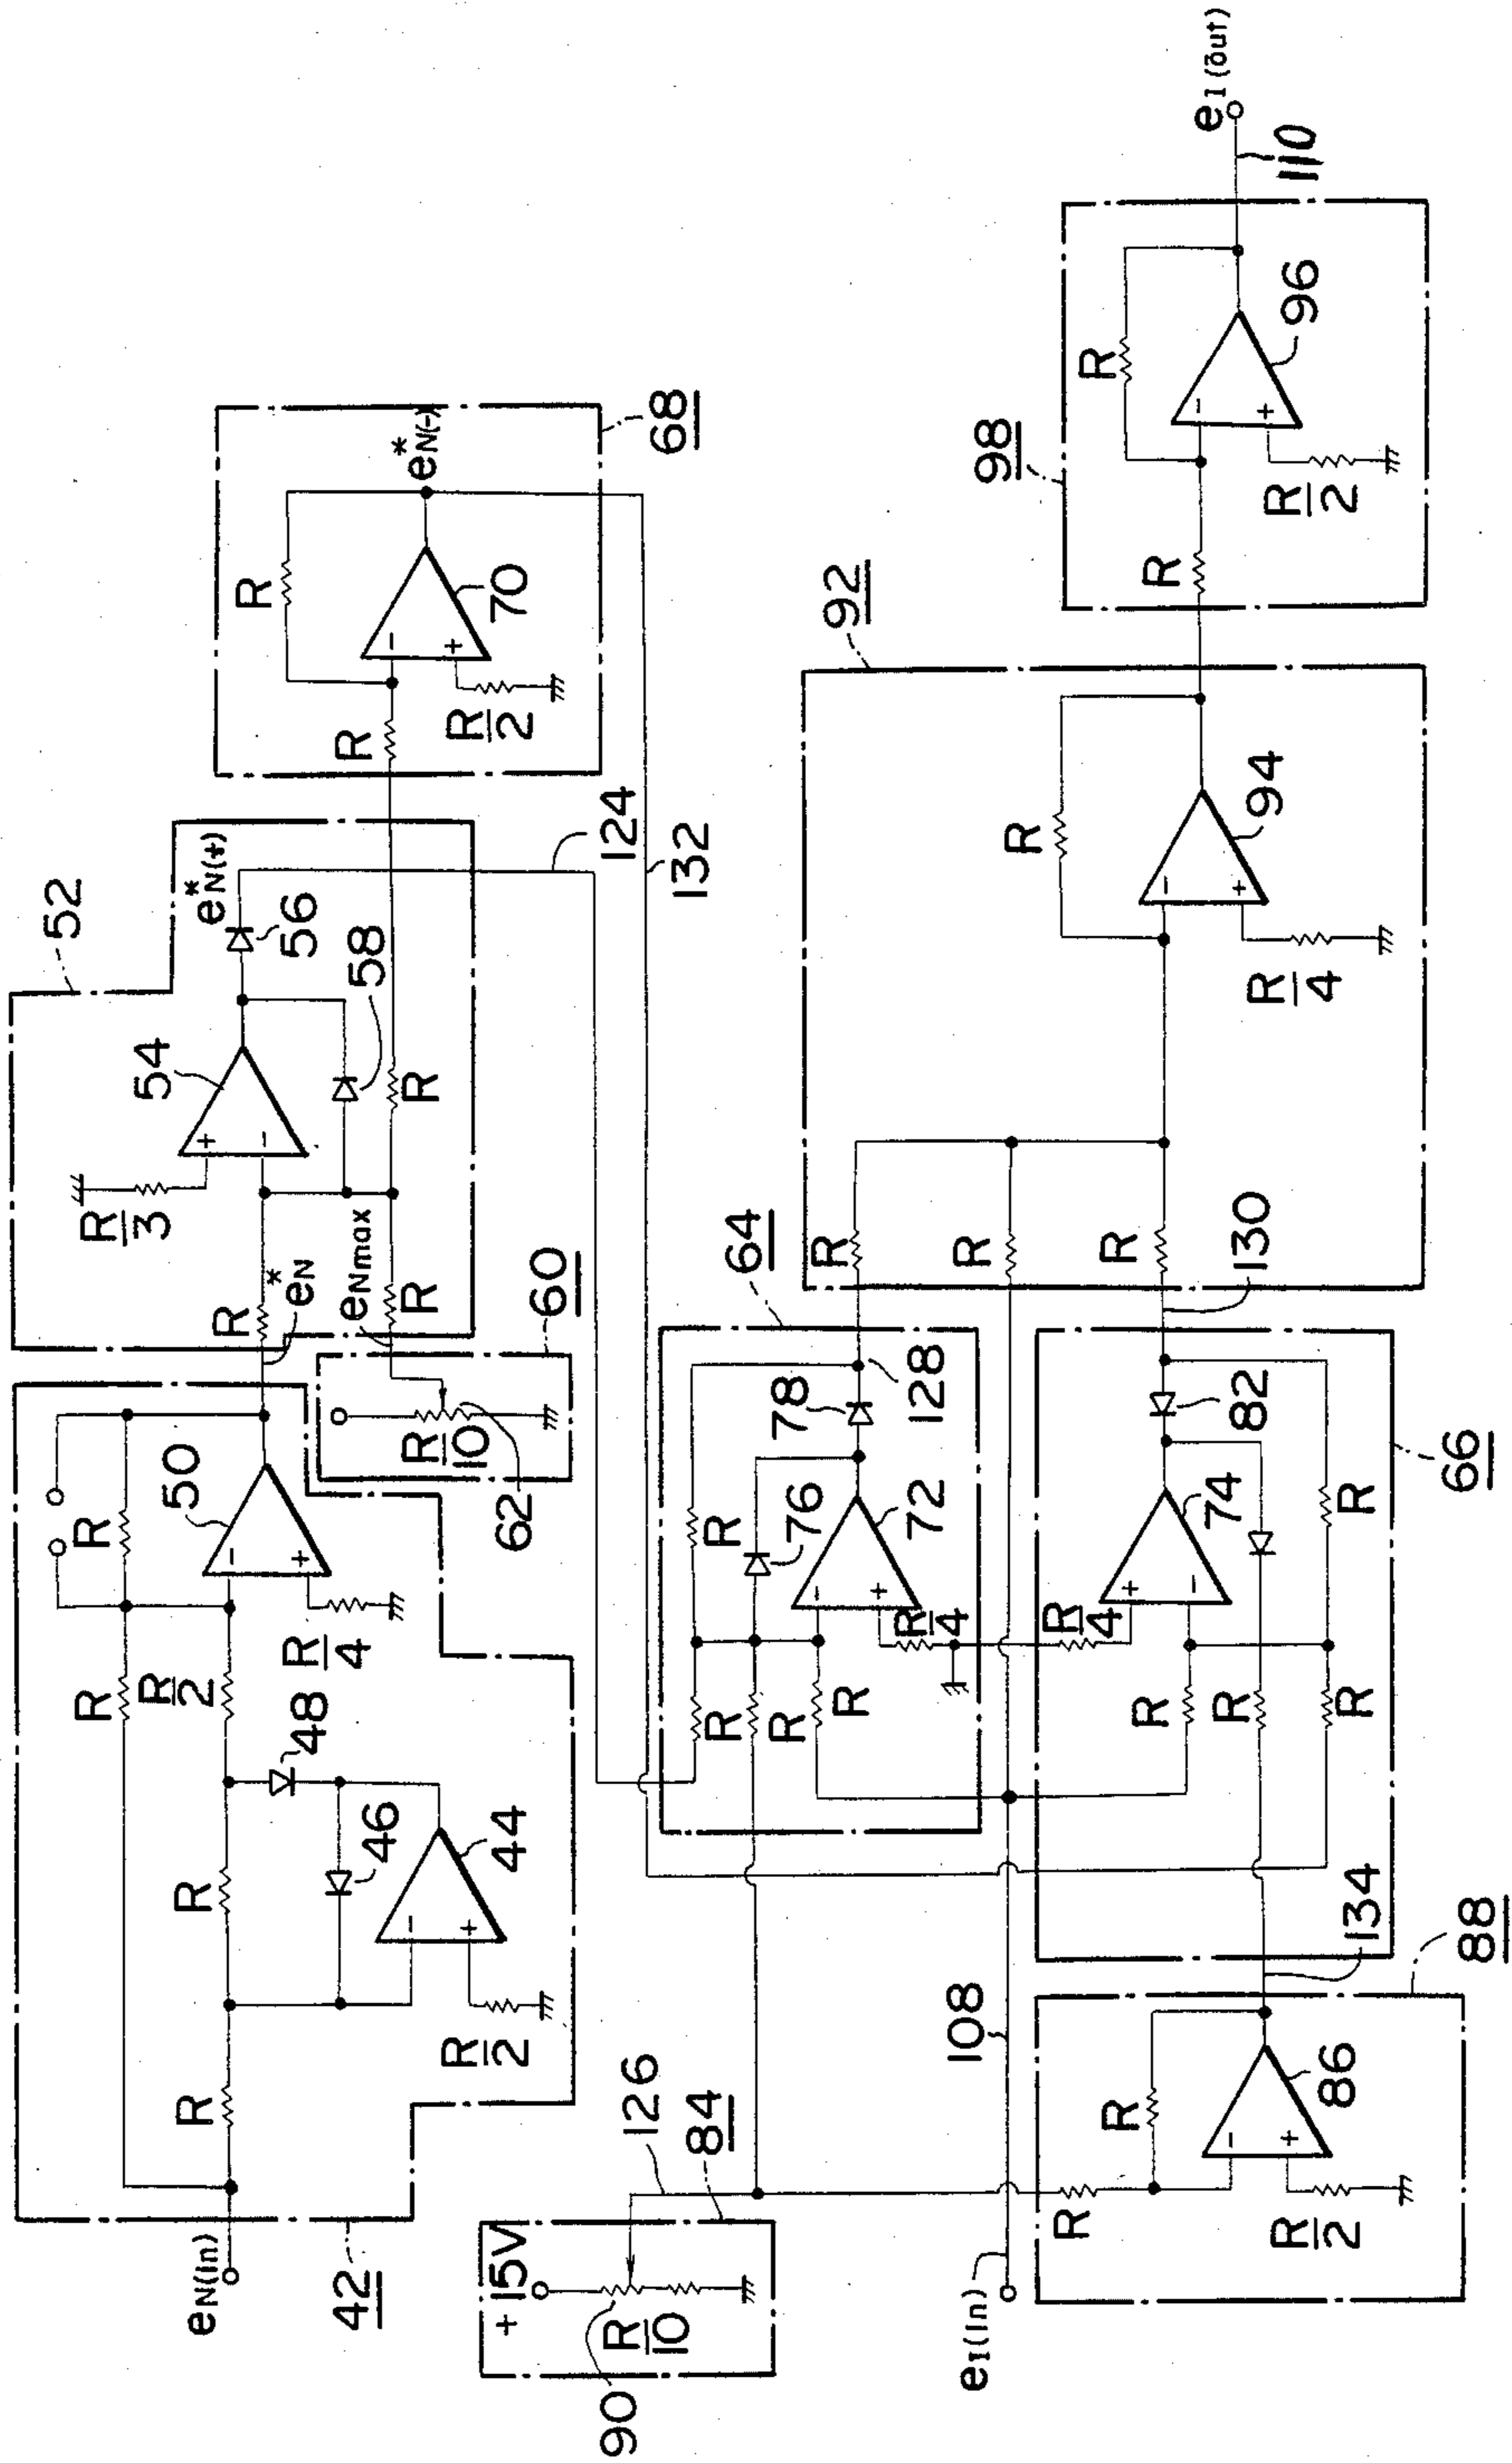 eN(In)
42
R
R
R/2
44
46
48
R
R/2
R
R/4
50
*eN
R
R/3
54
52
e*N(+)
56
58
R
eNmax
R
60
R/10
62
124
132
R
R
R/2
70
e*N(-)
68
+15V
90
R/10
84
126
R
R
R
R
76
78
72
R/4
128
64
R
R
R
130
R
94
R/4
92
R
R
R/2
96
98
110
eI(out)
eI(In)
108
R
R
R/2
86
88
134
R/4
R
R
R
R
74
82
66